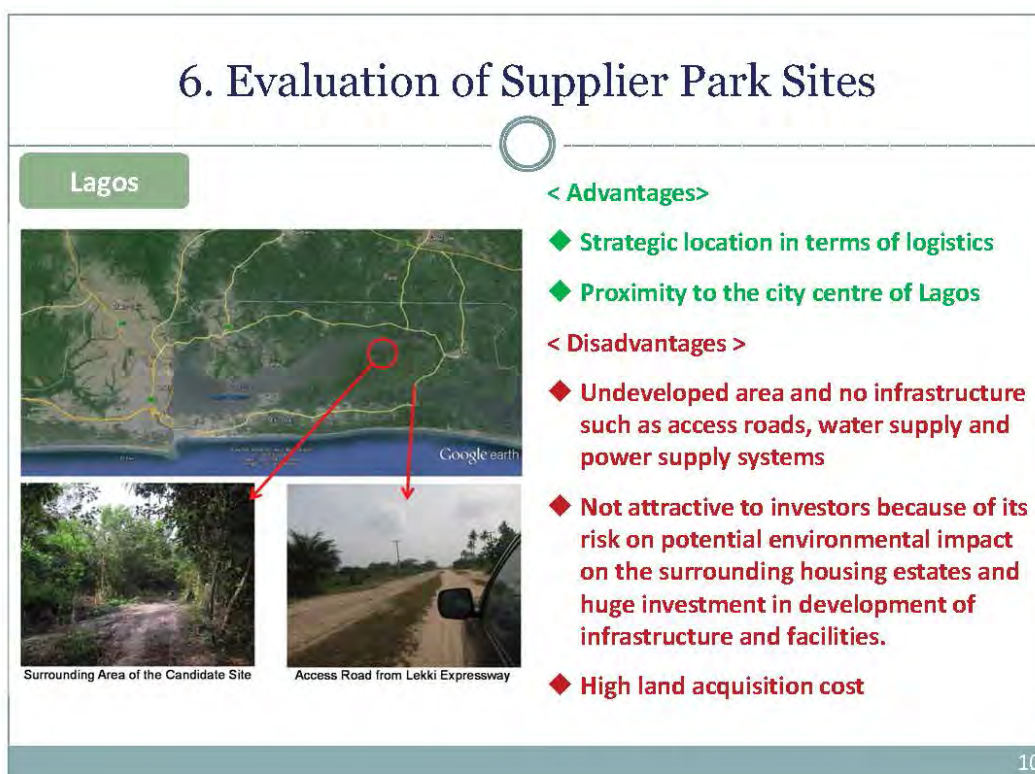 6. Evaluation of Supplier Park Sites
Lagos
< Advantages>
◆ Strategic location in terms of logistics
◆ Proximity to the city centre of Lagos
< Disadvantages >
◆ Undeveloped area and no infrastructure
such as access roads, water supply and
power supply systems
◆ Not attractive to investors because of its
risk on potential environmental impact
on the surrounding housing estates and
huge investment in development of
infrastructure and facilities.
◆ High land acquisition cost
Google earth
Surrounding Area of the Candidate Site
Access Road from Lekki Expressway
10